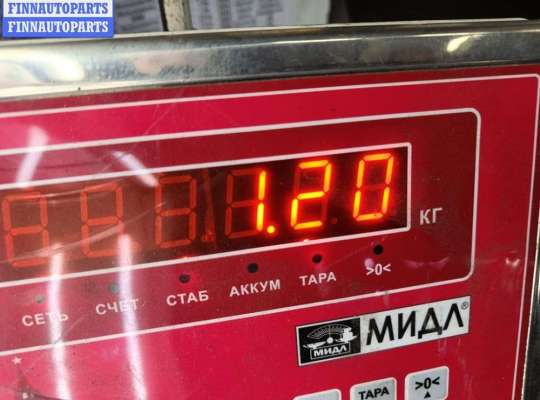 FINNAUTOPARTS
FINNAUTOPARTS
1.20
КГ
СЕТЬ СЧЕТ СТАБ АККУМ ТАРА >0<
МИДЛ МИДЛ®
ТАРА >0<